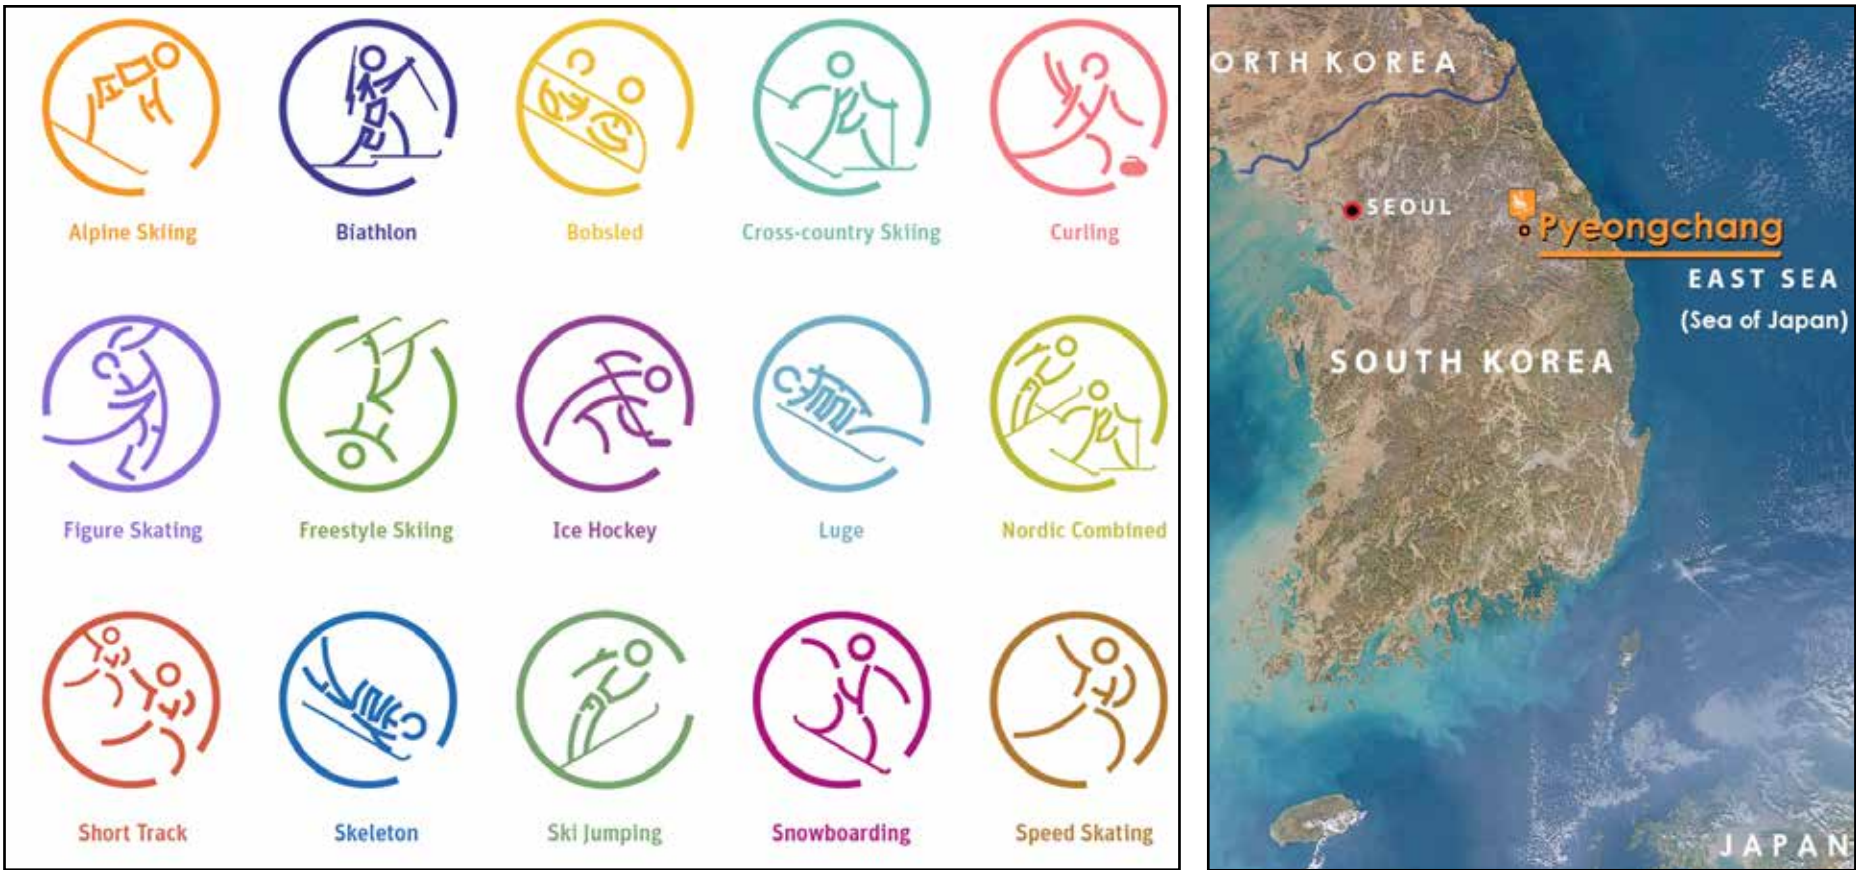 Alpine Skiing
Biathlon
Bobsled
Cross-country Skiing
Curling
Figure Skating
Freestyle Skiing
Ice Hockey
Luge
Nordic Combined
Short Track
Skeleton
Ski Jumping
Snowboarding
Speed Skating
ORTH KOREA
SEOUL
Pyeongchang
EAST SEA
(Sea of Japan)
SOUTH KOREA
JAPAN